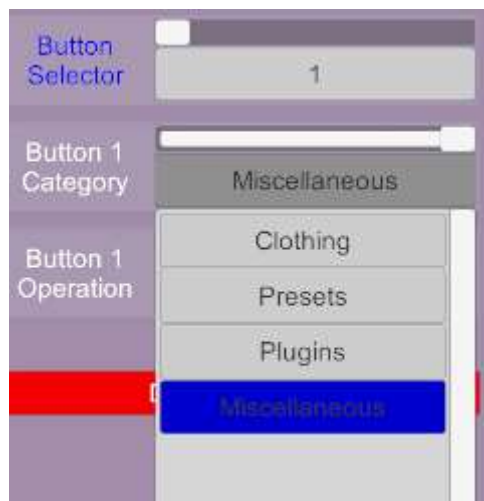 Button
Selector
1
Button 1
Category
Miscellaneous
Button 1
Operation
Clothing
Presets
Plugins
Miscellaneous